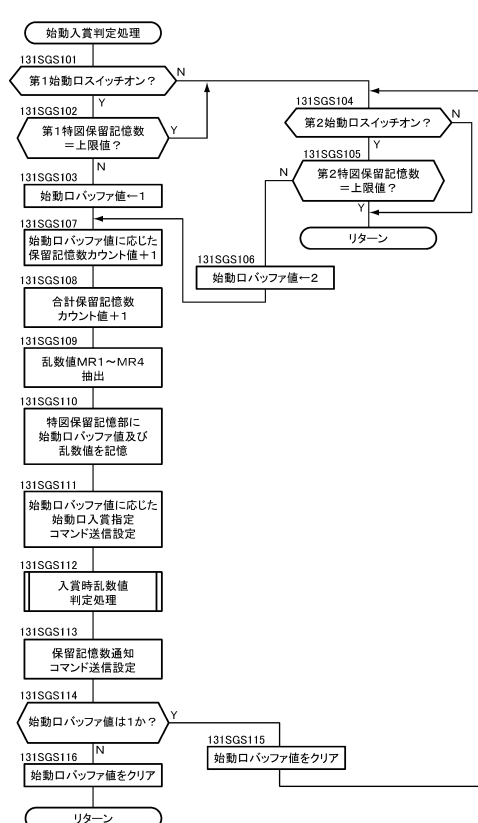 始動入賞判定処理
131SGS101
第1始動口スイッチオン？
N
Y
131SGS102
第1特図保留記憶数
＝上限値？
Y
N
131SGS103
始動口バッファ値←1
131SGS104
第2始動口スイッチオン？
N
Y
131SGS105
第2特図保留記憶数
＝上限値？
N
Y
リターン
131SGS106
始動口バッファ値←2
131SGS107
始動口バッファ値に応じた
保留記憶数カウント値＋1
131SGS108
合計保留記憶数
カウント値＋1
131SGS109
乱数値MR1～MR4
抽出
131SGS110
特図保留記憶部に
始動口バッファ値及び
乱数値を記憶
131SGS111
始動口バッファ値に応じた
始動口入賞指定
コマンド送信設定
131SGS112
入賞時乱数値
判定処理
131SGS113
保留記憶数通知
コマンド送信設定
131SGS114
始動口バッファ値は1か？
Y
N
131SGS115
始動口バッファ値をクリア
131SGS116
始動口バッファ値をクリア
リターン